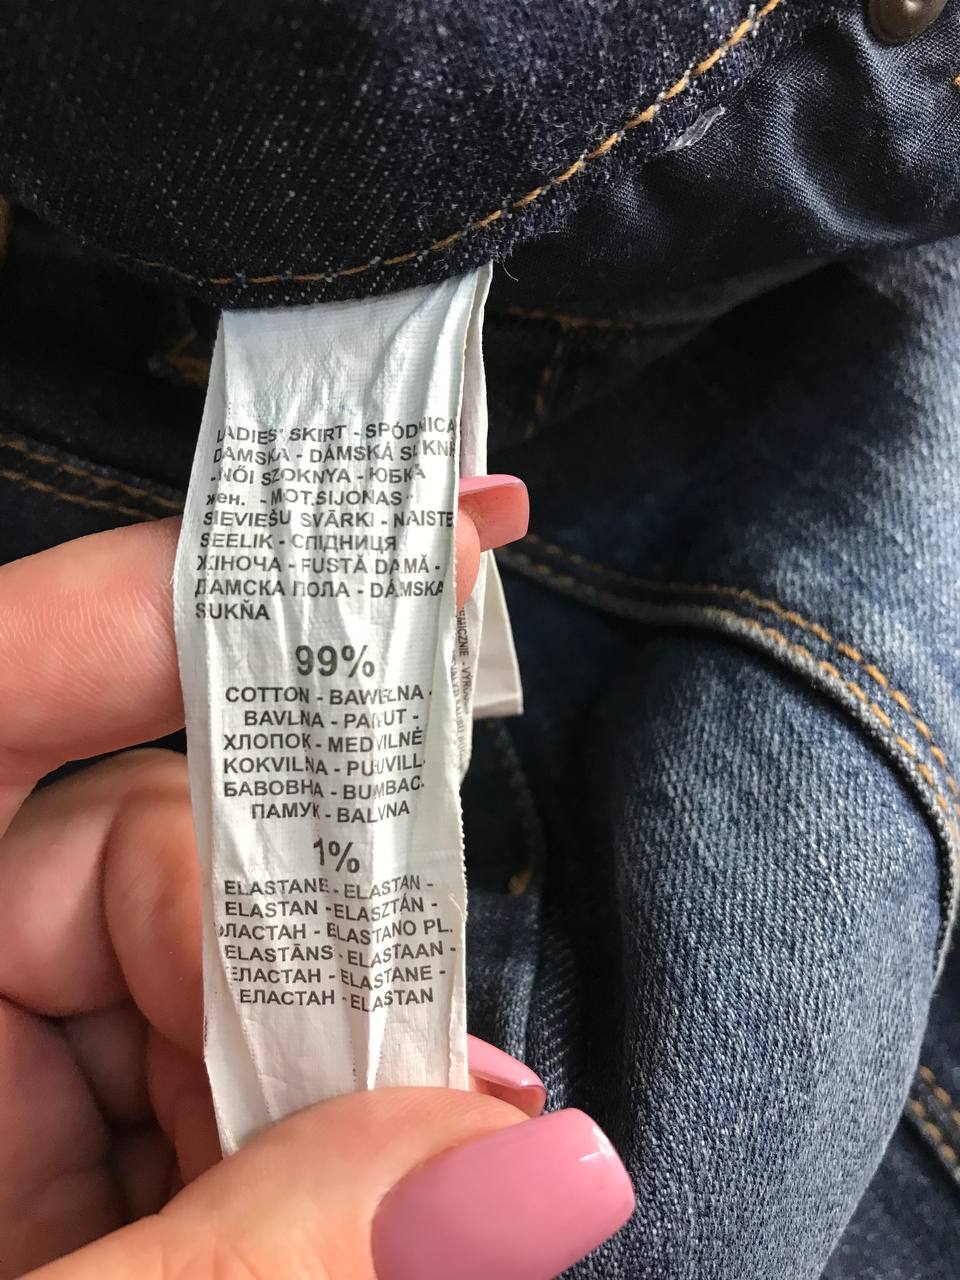 LADIES' SKIRT - SPÓDNICA
DAMSKA - DÁMSKÁ SUKNĚ
- NŐI SZOKNYA - ЮБКА
жен. - MOT.SIJONAS
SIEVIEŠU SVĀRKI - NAISTE
SEELIK - СПІДНИЦЯ
ЖІНОЧА - FUSTĂ DAMĂ -
ДАМСКА ПОЛА - DÁMSKA
SUKŇA
99%
COTTON - BAWEŁNA -
BAVLNA - PAMUT -
ХЛОПОК - MEDVILNĖ
KOKVILNA - PUUVILL.
БАВОВНА - BUMBAC.
ПАМУК - BALVNA
1%
ELASTANE - ELASTAN -
ELASTAN - ELASZTÁN -
ЭЛАСТАН - ELASTANO PL.
ELASTĀNS - ELASTAAN -
ЕЛАСТАН - ELASTANE -
ЕЛАСТАН - ELASTAN